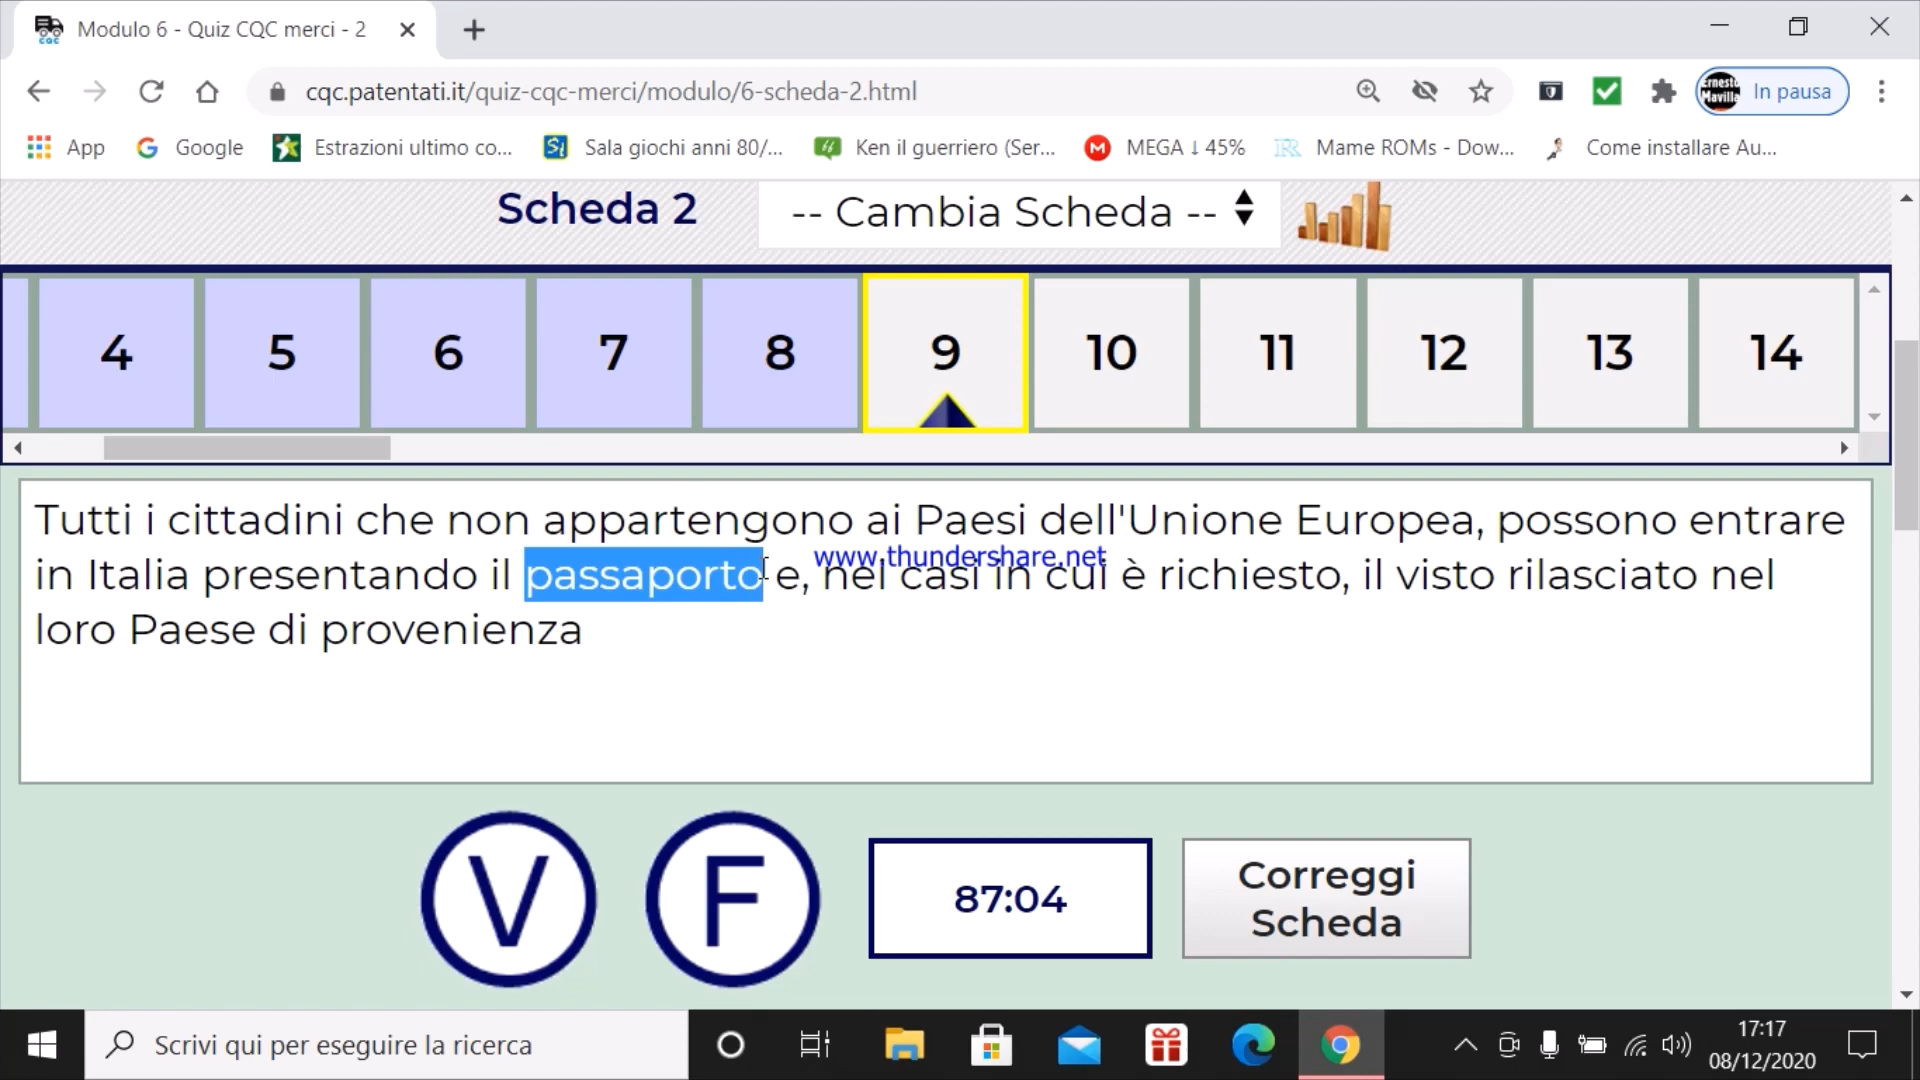 Modulo 6 - Quiz CQC merci - 2
cqc.patentati.it/quiz-cqc-merci/modulo/6-scheda-2.html
In pausa
App
Google
Estrazioni ultimo co...
Sala giochi anni 80/...
Ken il guerriero (Ser...
MEGA ↓ 45%
Mame ROMs - Dow...
Come installare Au...
Scheda 2
-- Cambia Scheda --
4 5 6 7 8 9 10 11 12 13 14
Tutti i cittadini che non appartengono ai Paesi dell'Unione Europea, possono entrare
www.thundershare.net
in Italia presentando il passaporto e, nei casi in cui è richiesto, il visto rilasciato nel
loro Paese di provenienza
V F 87:04
Correggi
Scheda
Scrivi qui per eseguire la ricerca
17:17
08/12/2020